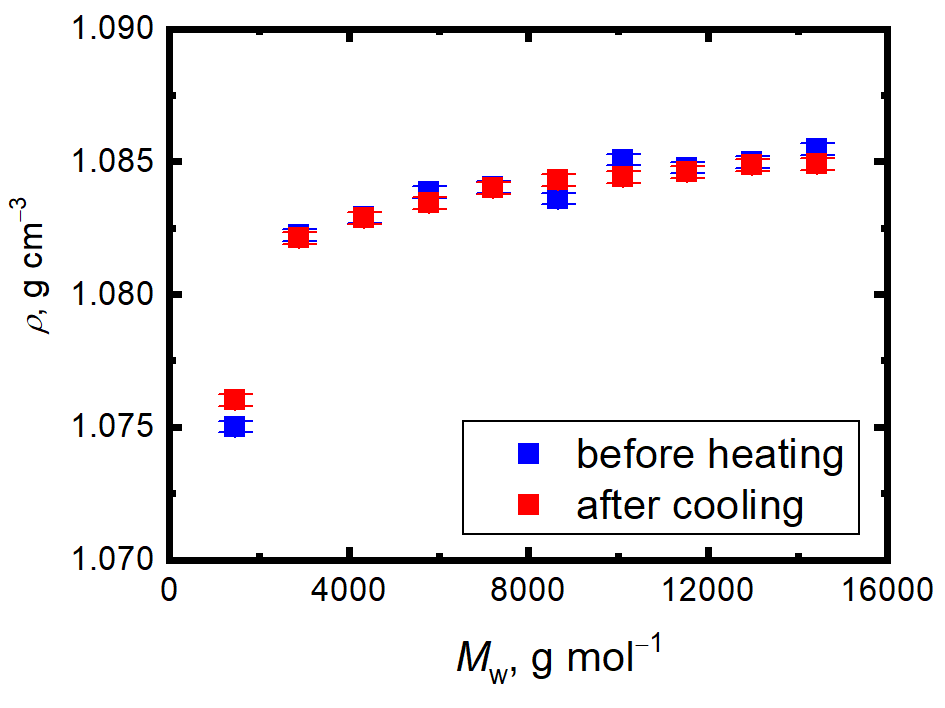 1.090
1.085
1.080
1.075
1.070
ρ, g cm⁻³
before heating
after cooling
0 4000 8000 12000 16000
Mw, g mol⁻¹